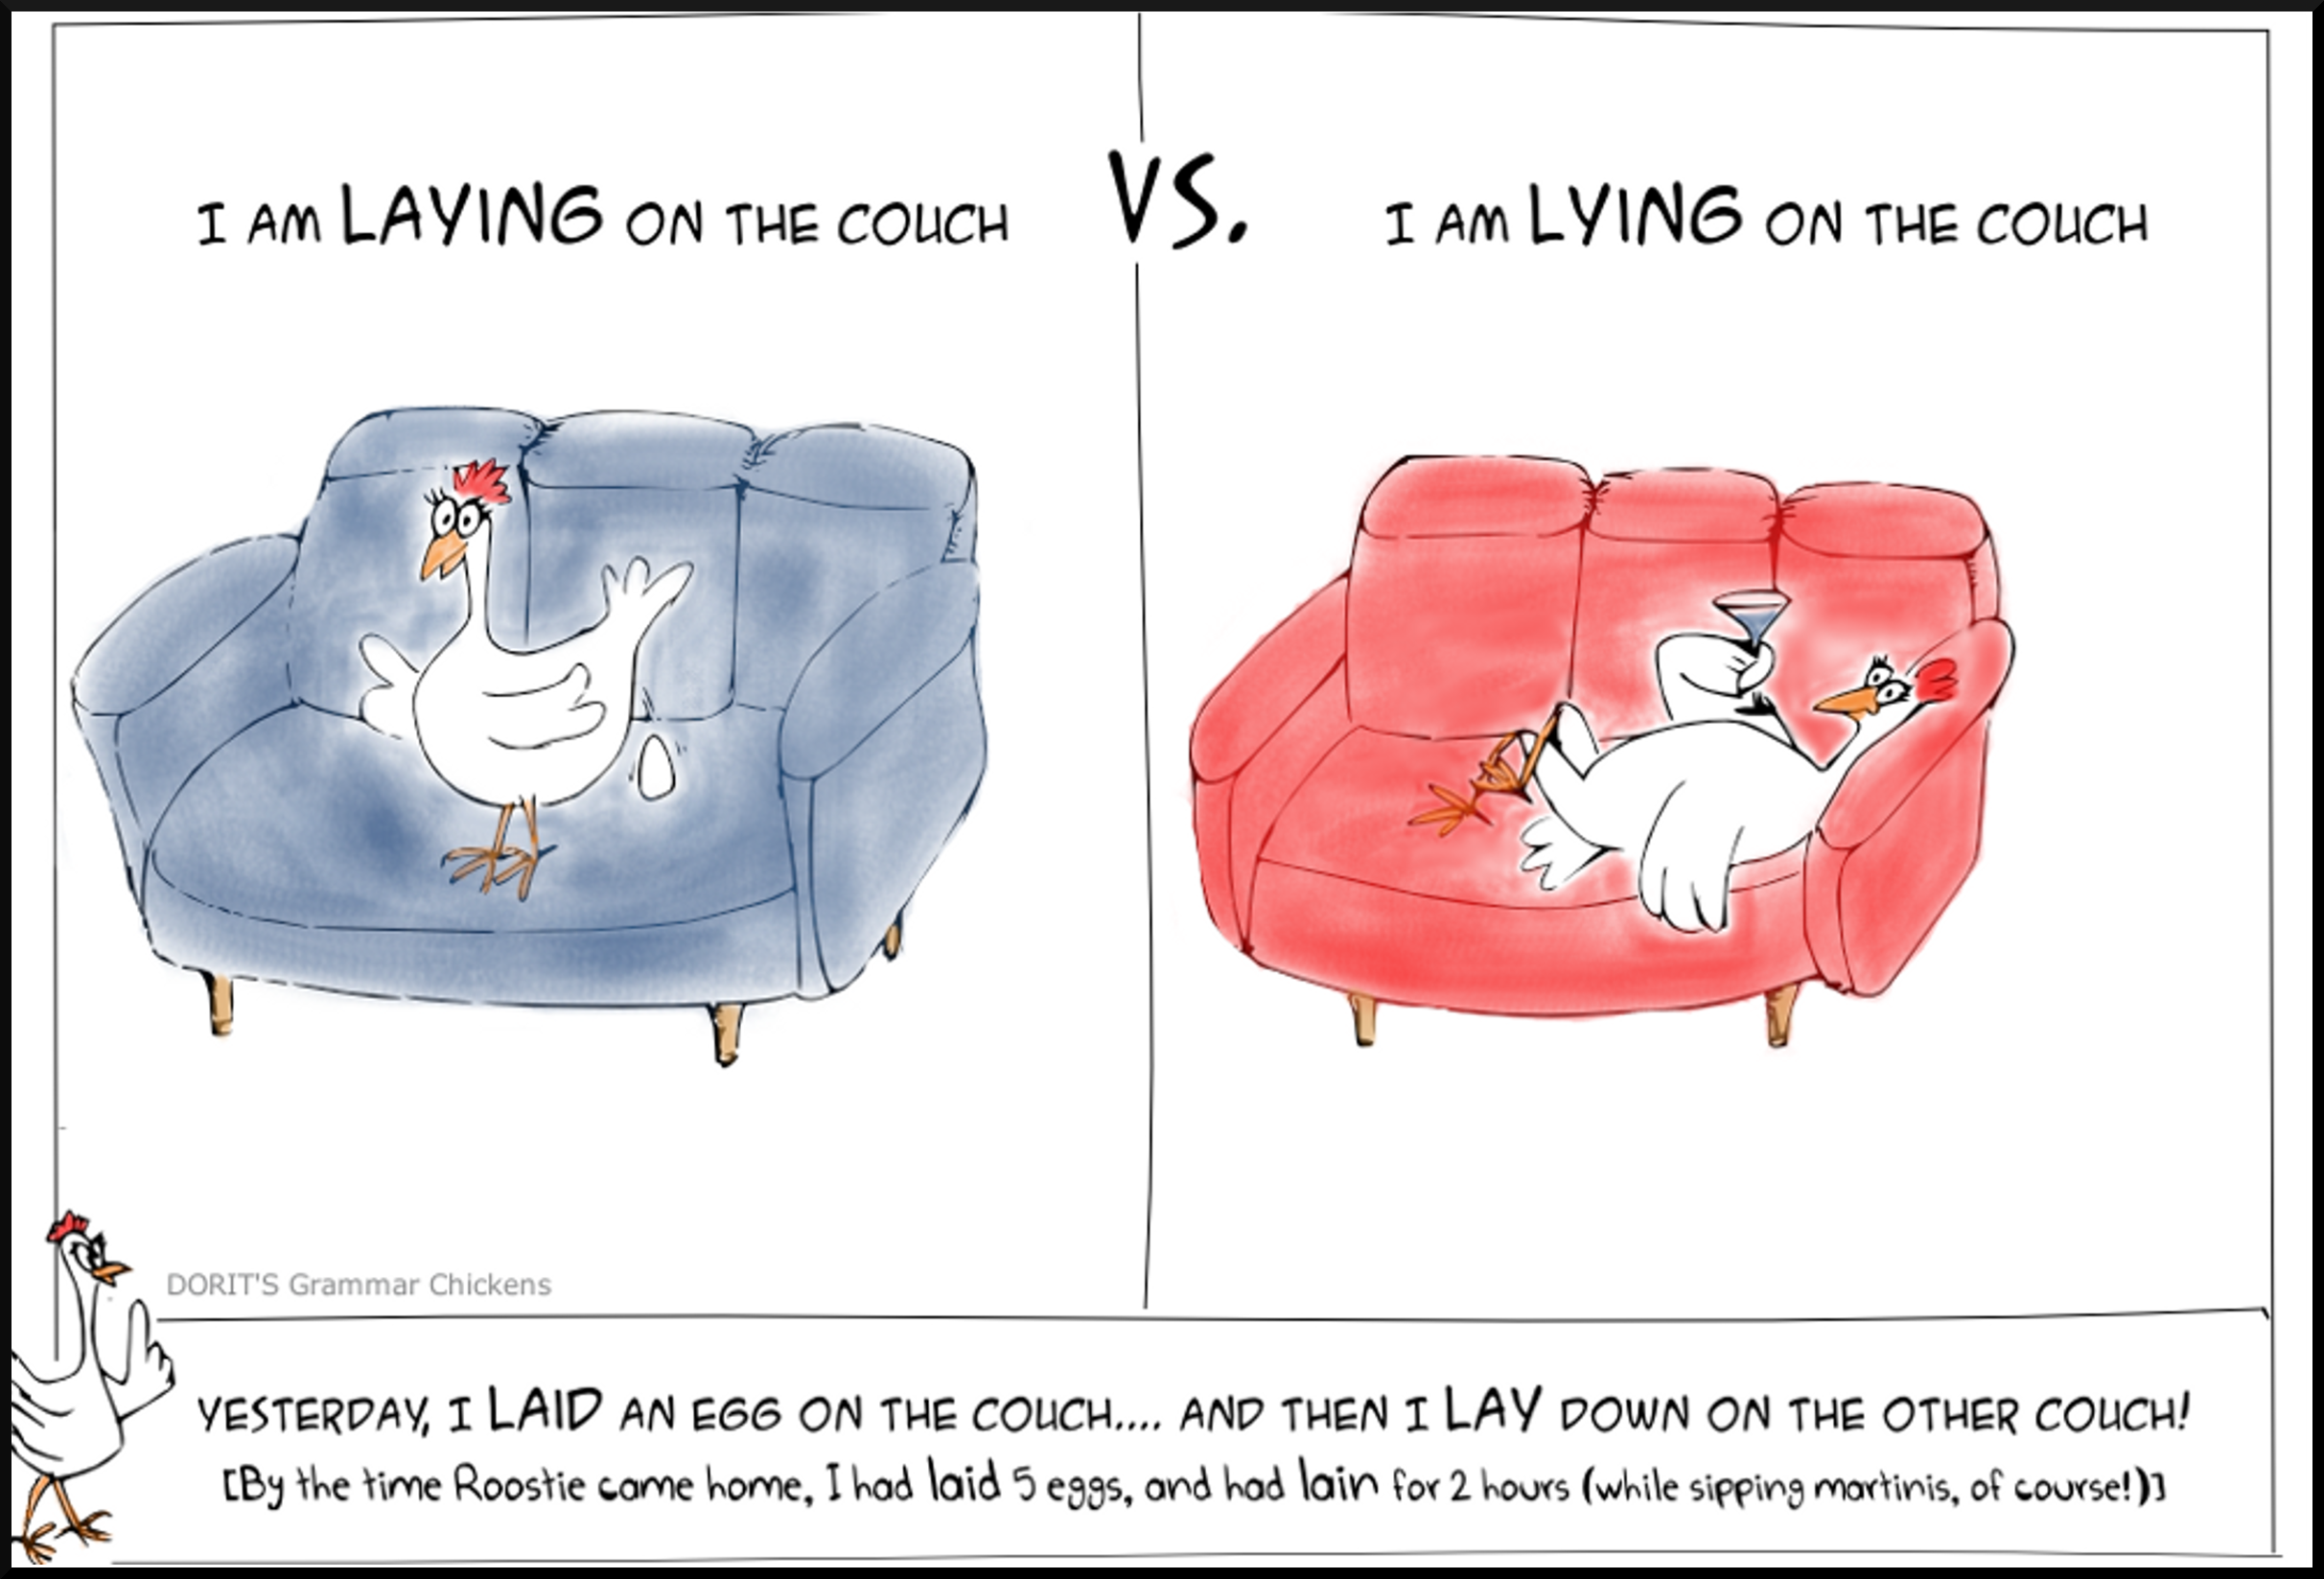 I AM LAYING ON THE COUCH
VS.
I AM LYING ON THE COUCH
DORIT'S Grammar Chickens
YESTERDAY, I LAID AN EGG ON THE COUCH.... AND THEN I LAY DOWN ON THE OTHER COUCH!
[By the time Roostie came home, I had laid 5 eggs, and had lain for 2 hours (while sipping martinis, of course!)]